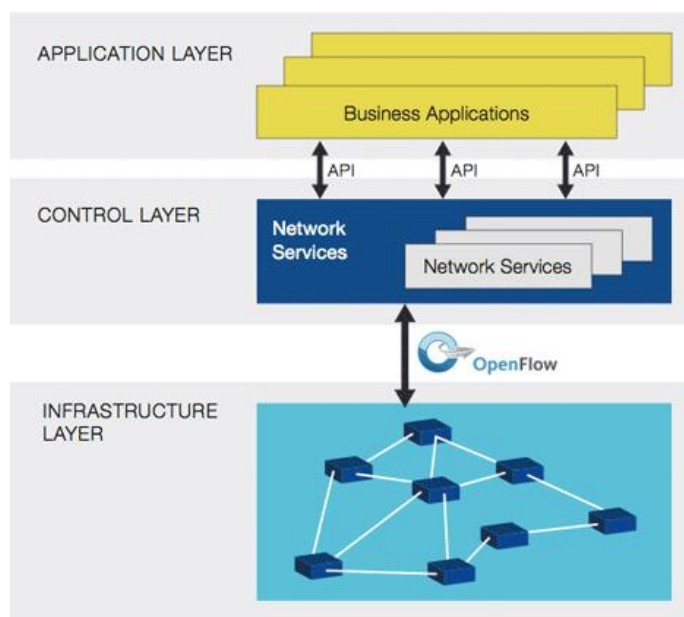 APPLICATION LAYER
Business Applications
API
API
API
CONTROL LAYER
Network
Services
Network Services
OpenFlow
INFRASTRUCTURE
LAYER